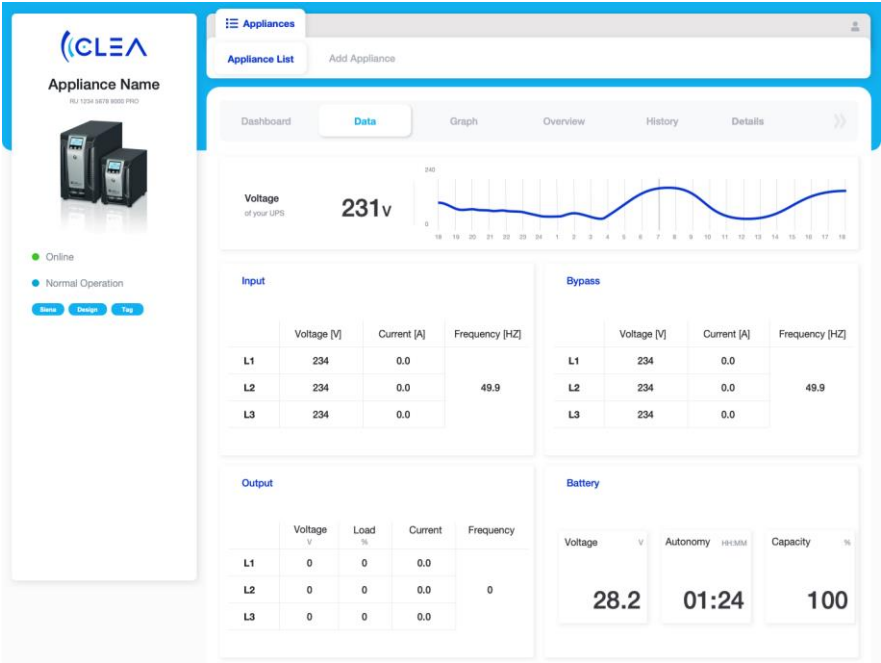 CLEA
Appliance Name
RU 1234 5678 9000 PRO
Online
Normal Operation
Siena Design Tag
Appliances
Appliance List Add Appliance
Dashboard Data Graph Overview History Details
Voltage
of your UPS
231V
240
0
18 19 20 21 22 23 24 1 2 3 4 5 6 7 8 9 10 11 12 13 14 15 16 17 18
Input
Voltage [V] Current [A] Frequency [HZ]
L1 234 0.0
L2 234 0.0 49.9
L3 234 0.0
Bypass
Voltage [V] Current [A] Frequency [HZ]
L1 234 0.0
L2 234 0.0 49.9
L3 234 0.0
Output
Voltage Load Current Frequency
V %
L1 0 0 0.0
L2 0 0 0.0 0
L3 0 0 0.0
Battery
Voltage V Autonomy HH:MM Capacity %
28.2 01:24 100